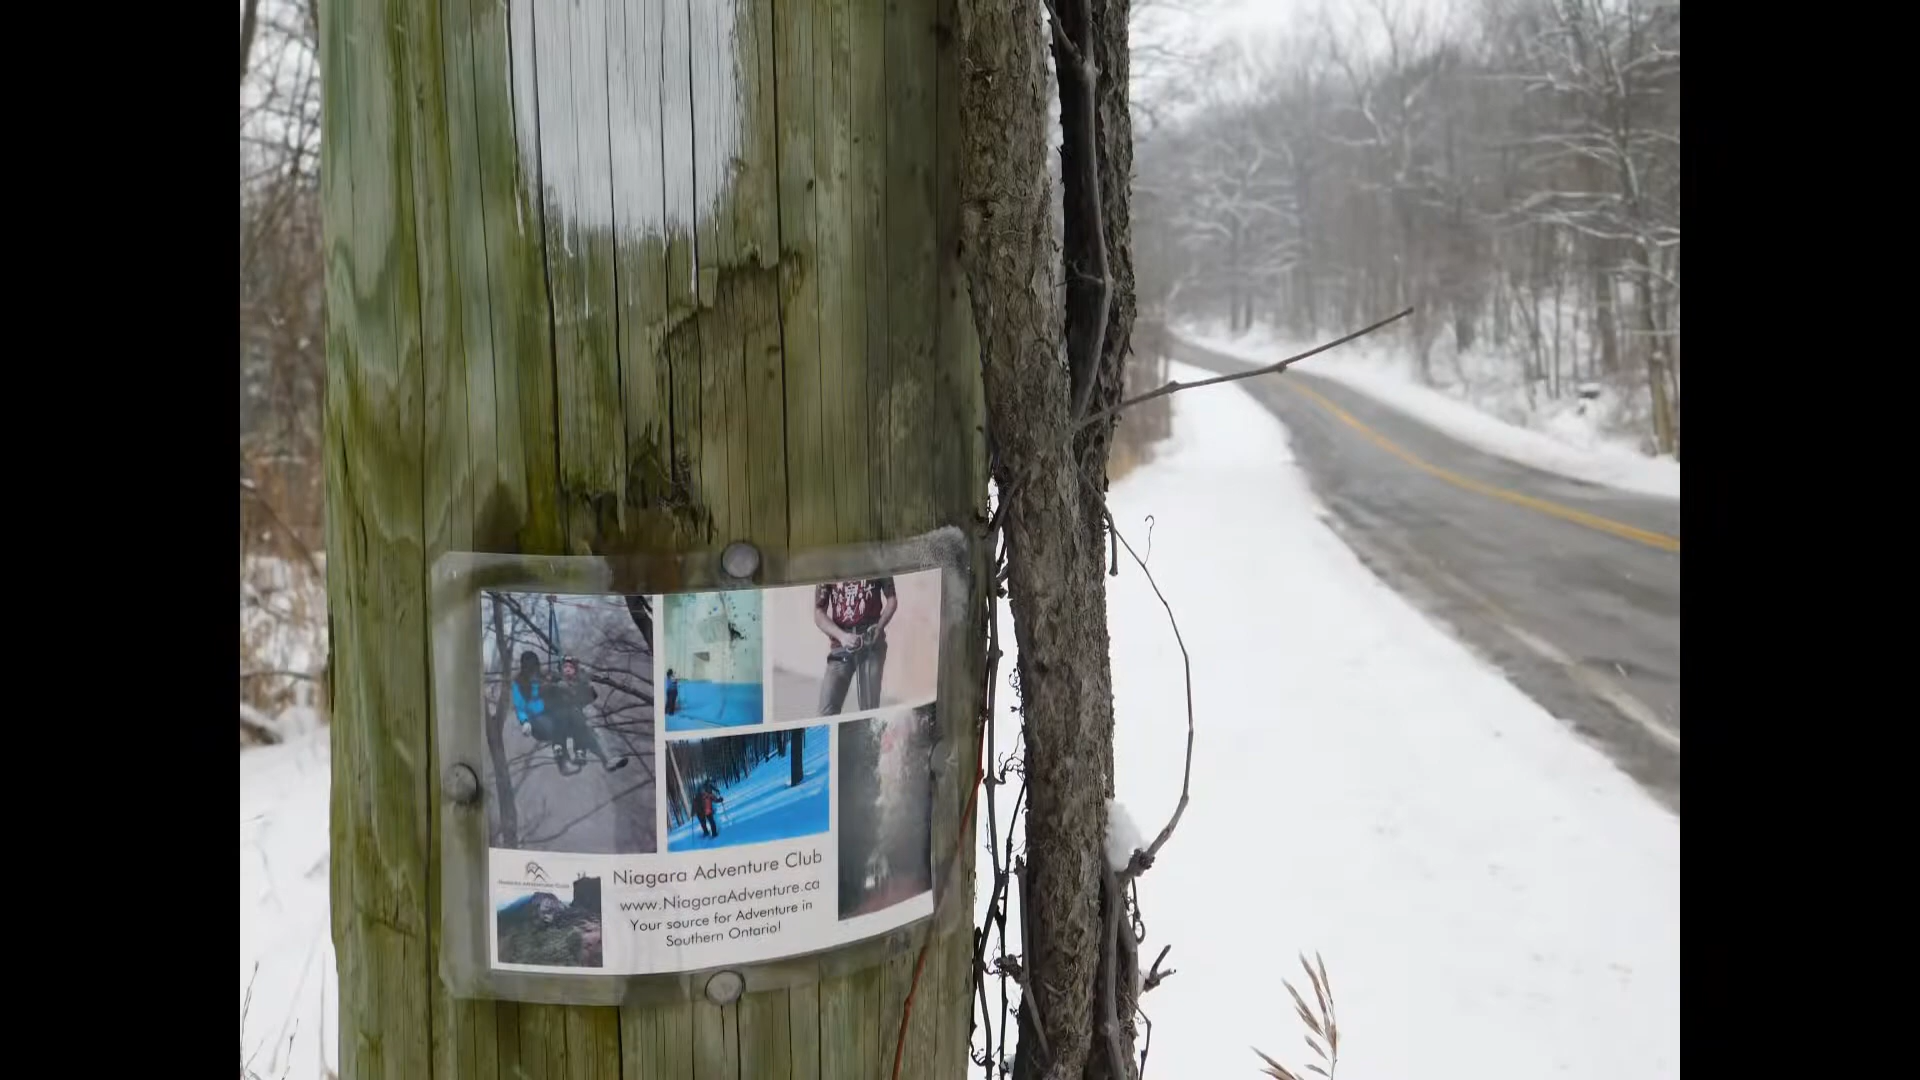 Niagara Adventure Club
www.NiagaraAdventure.ca
Your source for Adventure in
Southern Ontario!